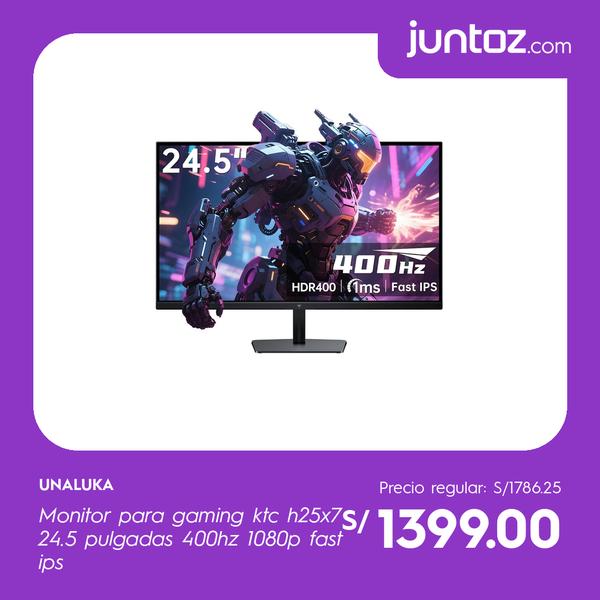 juntoz.com
24.5"
400Hz
HDR400 | 1ms | Fast IPS
UNALUKA
Monitor para gaming ktc h25x7
24.5 pulgadas 400hz 1080p fast
ips
Precio regular: S/1786.25
S/1399.00